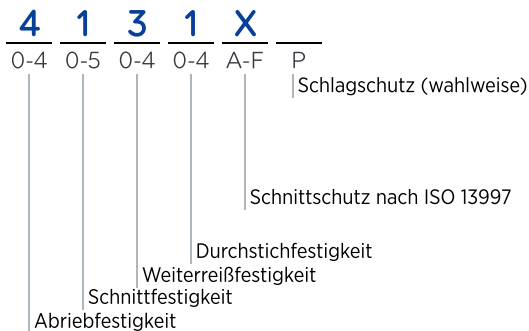 4 1 3 1 X
0-4 0-5 0-4 0-4 A-F P
Schlagschutz (wahlweise)
Schnittschutz nach ISO 13997
Durchstichfestigkeit
Weiterreißfestigkeit
Schnittfestigkeit
Abriebfestigkeit